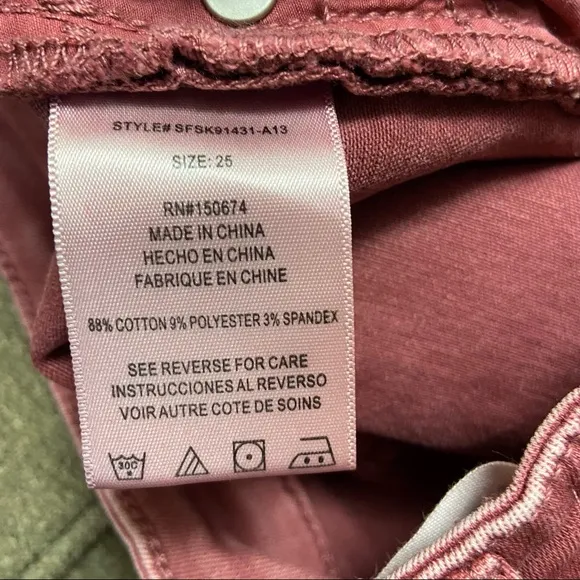 STYLE# SFSK91431-A13
SIZE: 25
RN#150674
MADE IN CHINA
HECHO EN CHINA
FABRIQUE EN CHINE
88% COTTON 9% POLYESTER 3% SPANDEX
SEE REVERSE FOR CARE
INSTRUCCIONES AL REVERSO
VOIR AUTRE COTE DE SOINS
30C